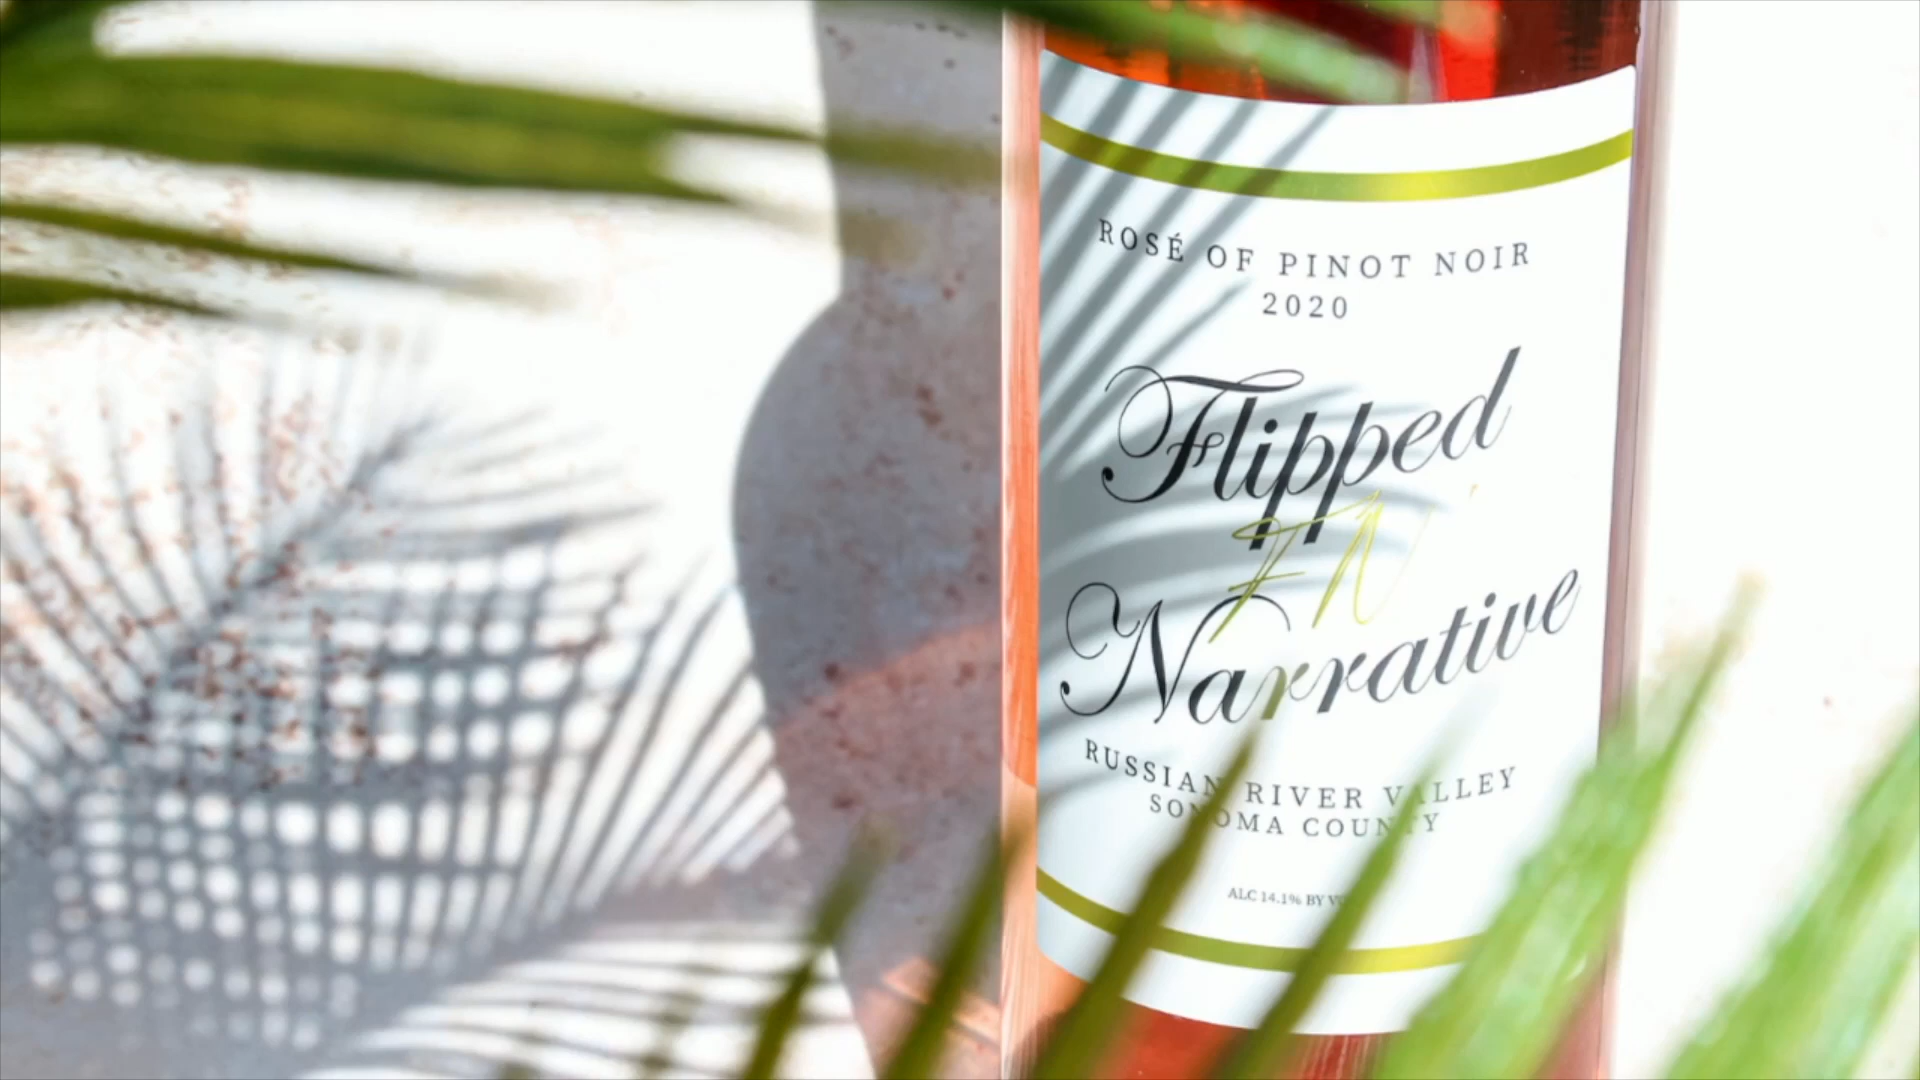 ROSÉ OF PINOT NOIR
2020
Flipped
FN
Narrative
RUSSIAN RIVER VALLEY
SONOMA COUNTY
ALC 14.1% BY